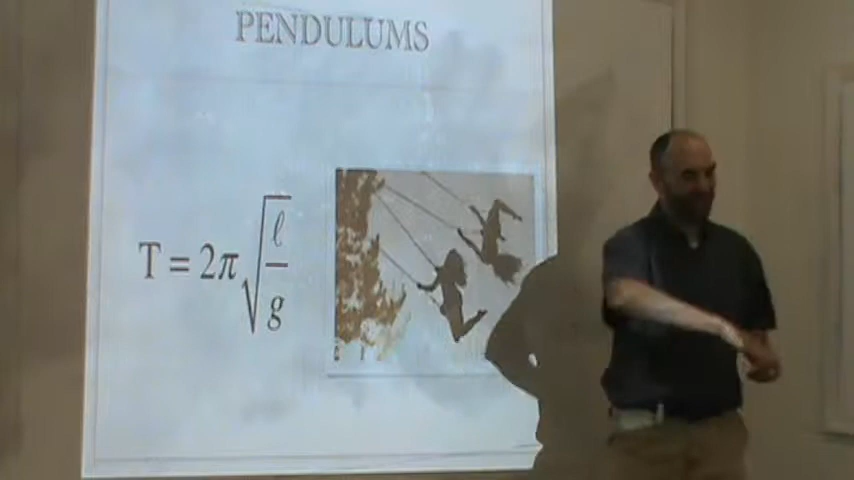 PENDULUMS
T = 2π√(ℓ/g)